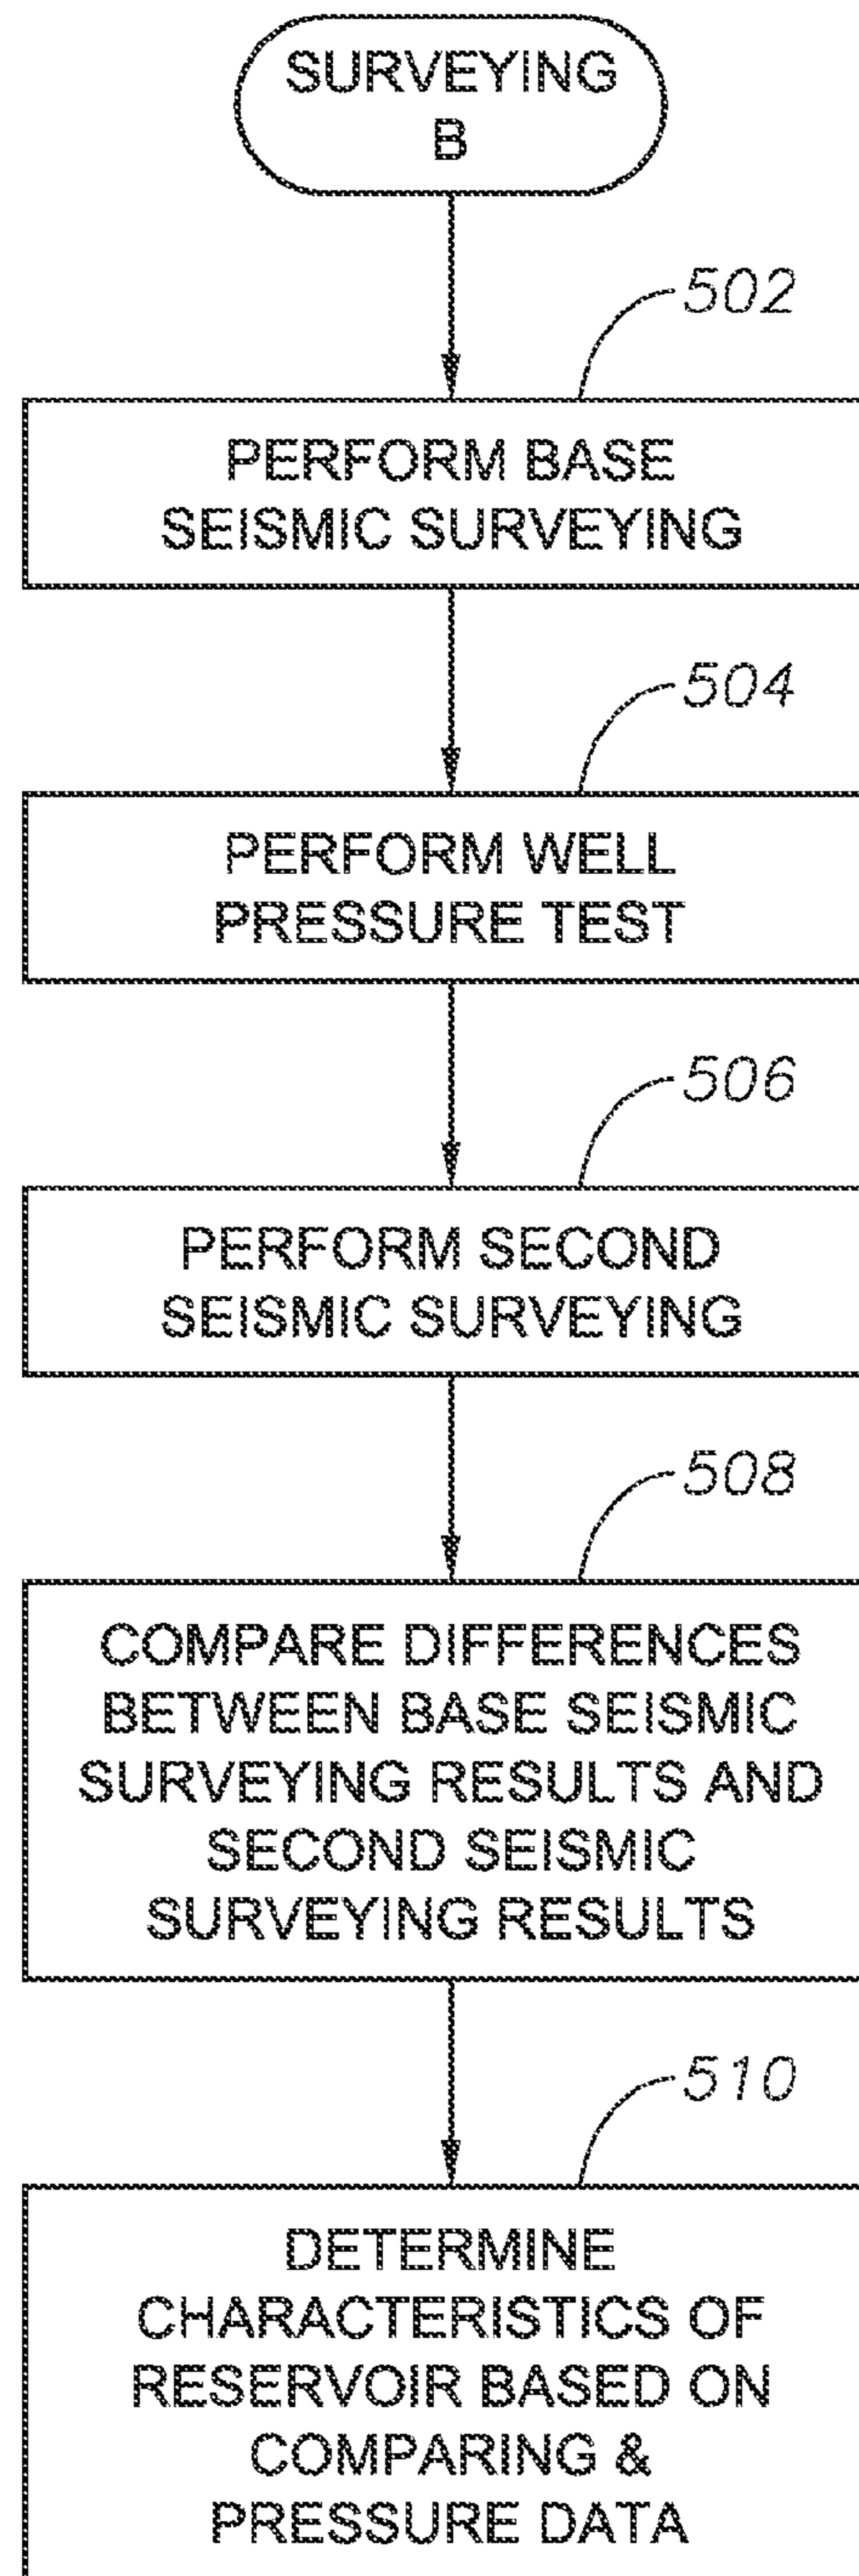 SURVEYING
B
502
PERFORM BASE
SEISMIC SURVEYING
504
PERFORM WELL
PRESSURE TEST
506
PERFORM SECOND
SEISMIC SURVEYING
508
COMPARE DIFFERENCES
BETWEEN BASE SEISMIC
SURVEYING RESULTS AND
SECOND SEISMIC
SURVEYING RESULTS
510
DETERMINE
CHARACTERISTICS OF
RESERVOIR BASED ON
COMPARING &
PRESSURE DATA